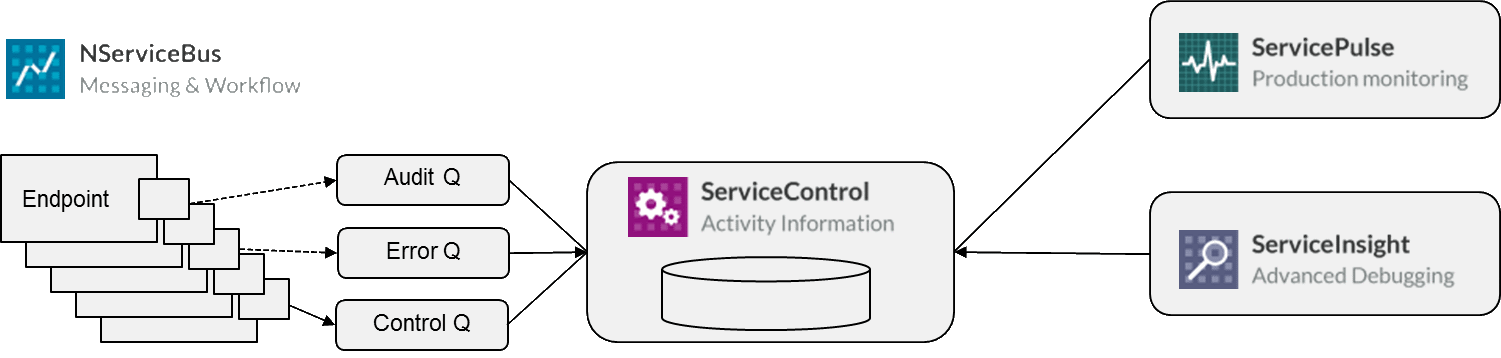 NServiceBus
Messaging & Workflow
Endpoint
Audit Q
Error Q
Control Q
ServiceControl
Activity Information
ServicePulse
Production monitoring
ServiceInsight
Advanced Debugging